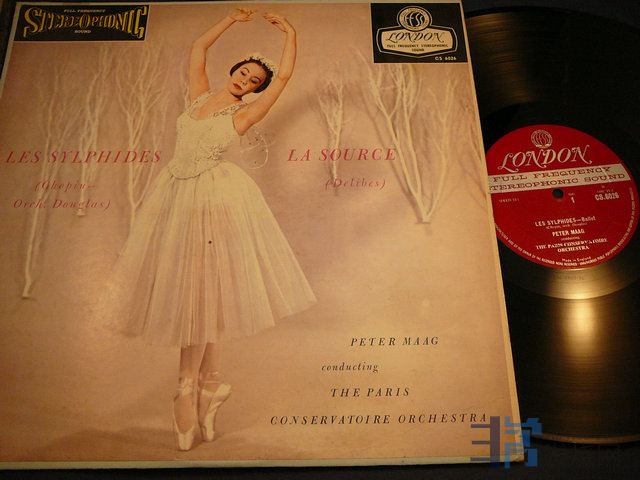 FULL FREQUENCY
STEREOPHONIC
SOUND
LONDON
FULL FREQUENCY STEREOPHONIC
SOUND
CS 6026
LES SYLPHIDES
(Chopin—
Orch. Douglas)
LA SOURCE
(Delibes)
PETER MAAG
conducting
THE PARIS
CONSERVATOIRE ORCHESTRA
LONDON
FULL FREQUENCY
STEREOPHONIC SOUND
Side
1
CS.6026
LES SYLPHIDES—Ballet
PETER MAAG
conducting
THE PARIS CONSERVATOIRE
ORCHESTRA
Made in England